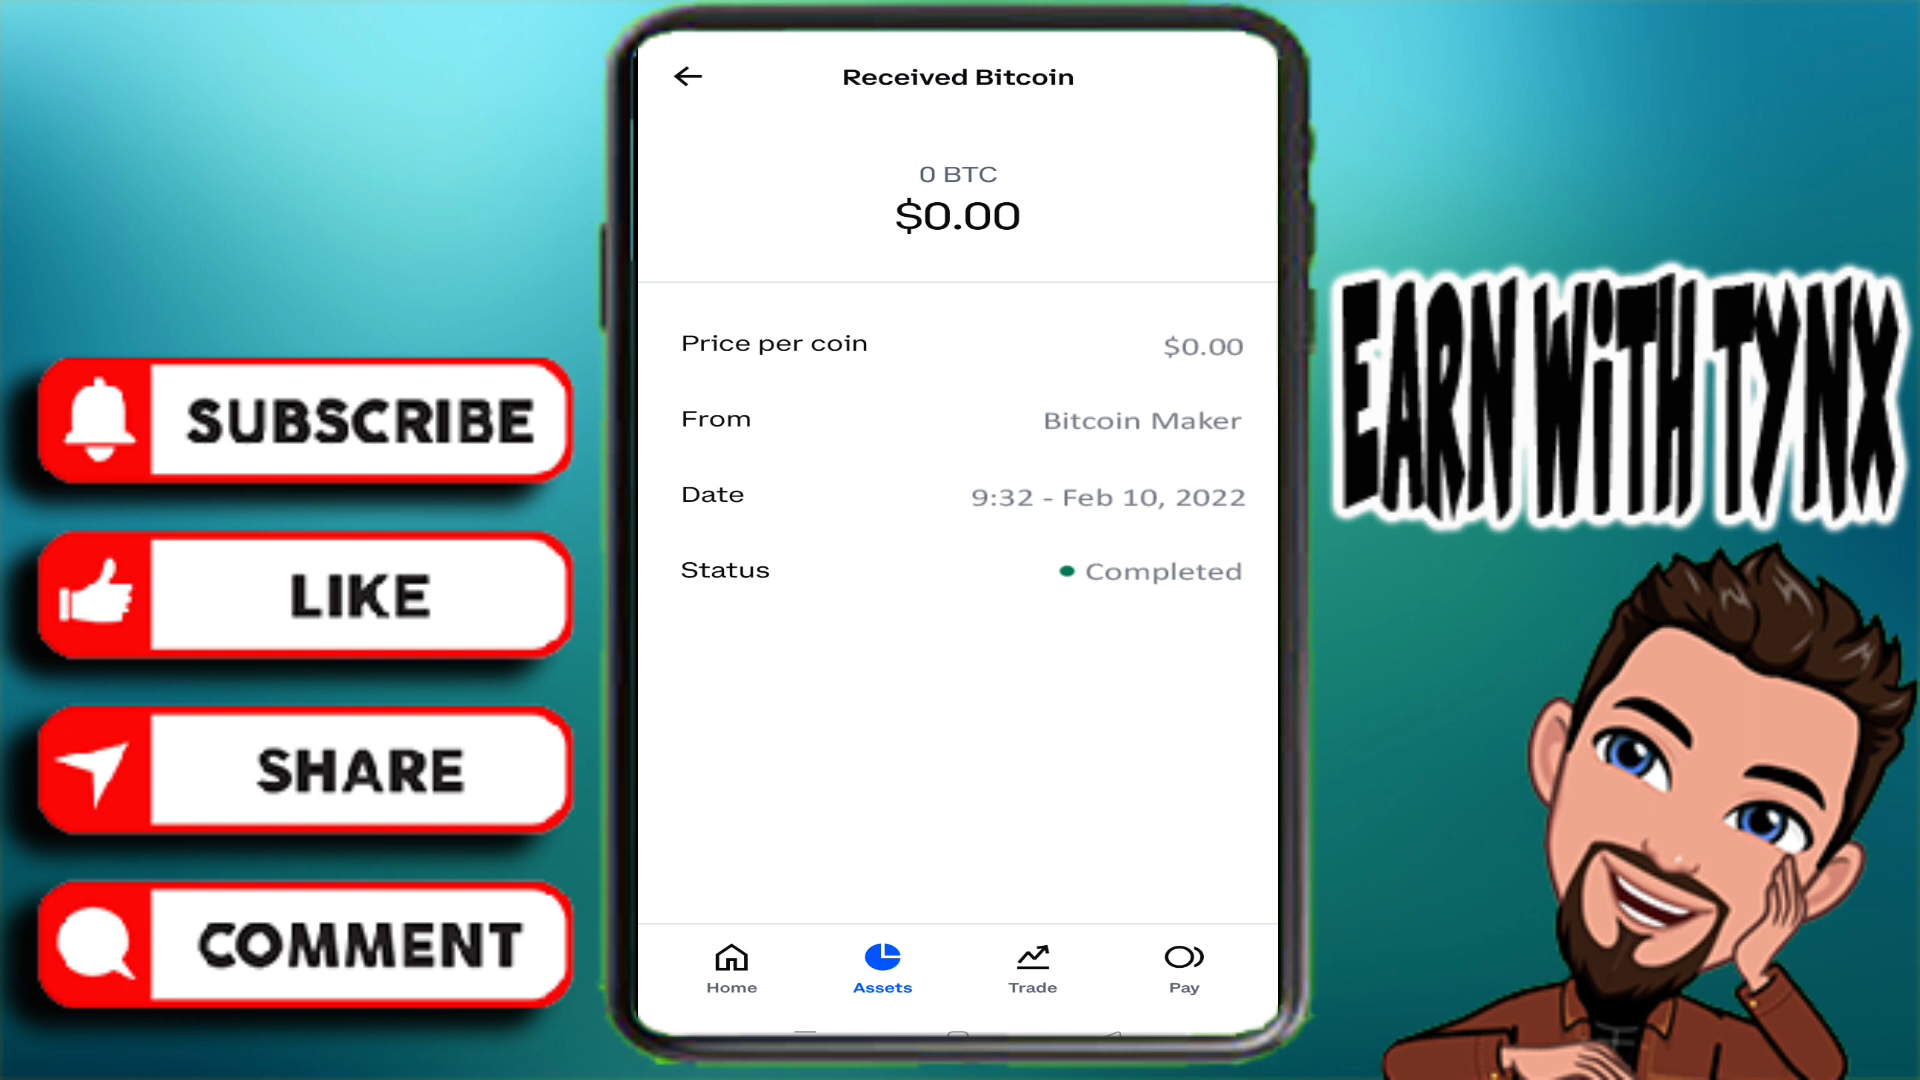 Received Bitcoin
0 BTC
$0.00
Price per coin $0.00
From Bitcoin Maker
Date 9:32 - Feb 10, 2022
Status Completed
Home Assets Trade Pay
SUBSCRIBE
LIKE
SHARE
COMMENT
EARN WiTH TYNX